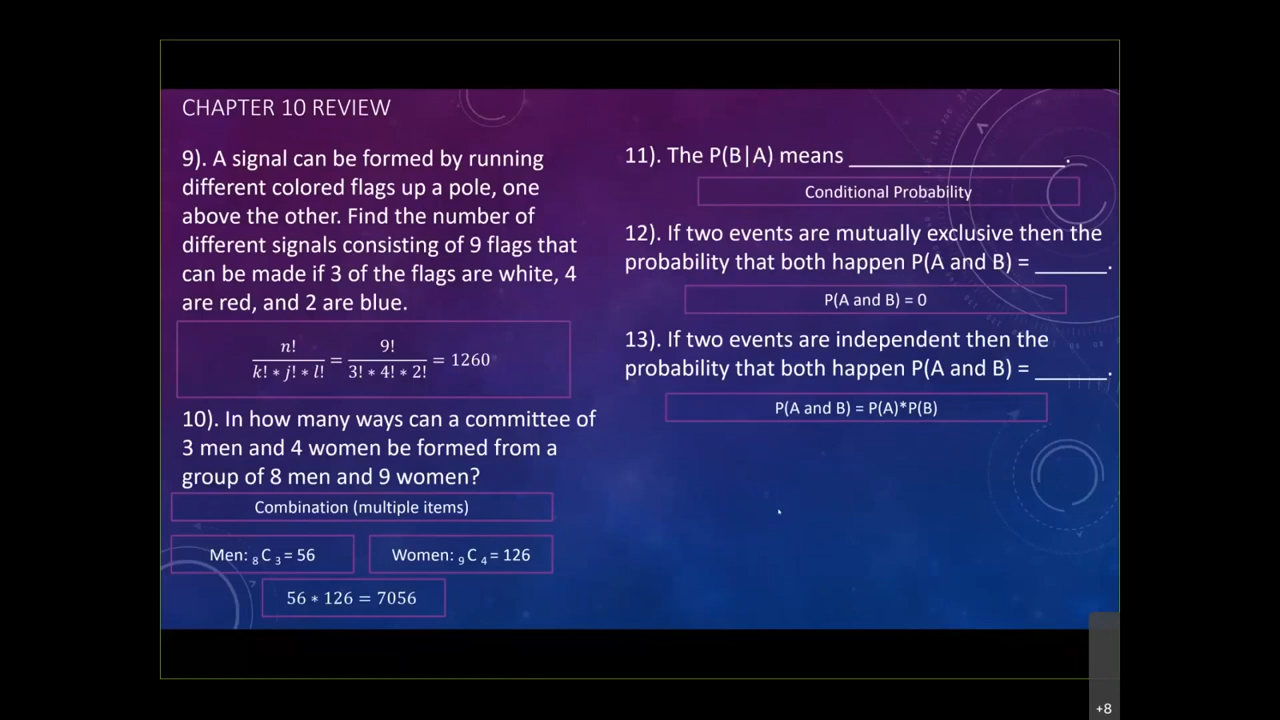 CHAPTER 10 REVIEW
9). A signal can be formed by running
different colored flags up a pole, one
above the other. Find the number of
different signals consisting of 9 flags that
can be made if 3 of the flags are white, 4
are red, and 2 are blue.
n!/(k! ∗ j! ∗ l!) = 9!/(3! ∗ 4! ∗ 2!) = 1260
10). In how many ways can a committee of
3 men and 4 women be formed from a
group of 8 men and 9 women?
Combination (multiple items)
Men: ₈C₃ = 56
Women: ₉C₄ = 126
56 ∗ 126 = 7056
11). The P(B|A) means ____________________.
Conditional Probability
12). If two events are mutually exclusive then the
probability that both happen P(A and B) = ______.
P(A and B) = 0
13). If two events are independent then the
probability that both happen P(A and B) = ______.
P(A and B) = P(A)*P(B)
+8